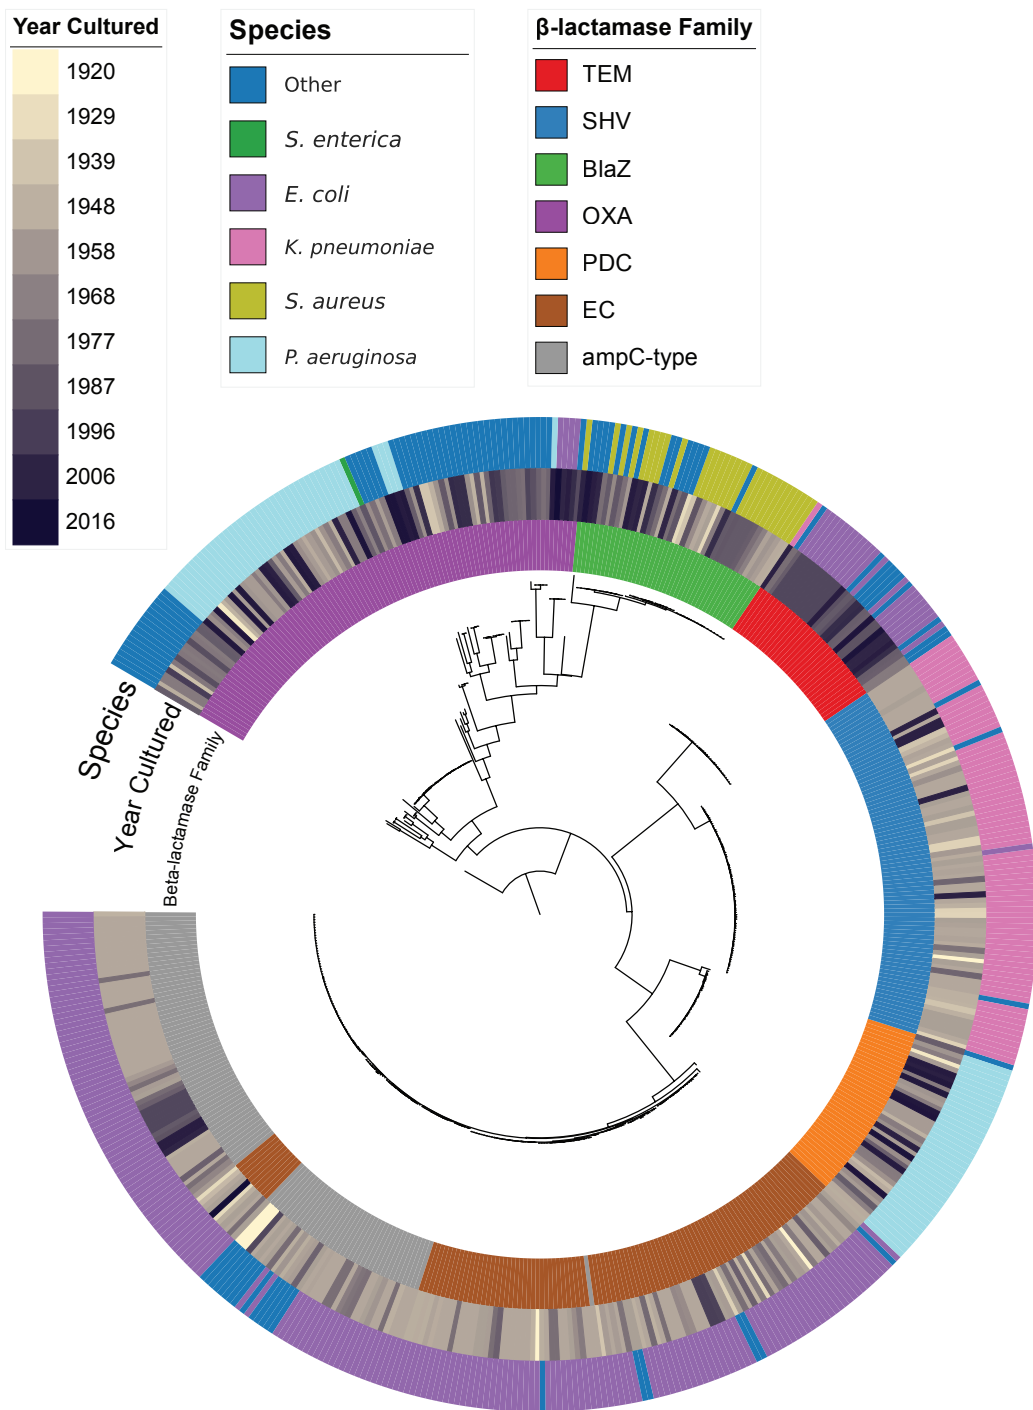 Year Cultured
1920
1929
1939
1948
1958
1968
1977
1987
1996
2006
2016
Species
Other
S. enterica
E. coli
K. pneumoniae
S. aureus
P. aeruginosa
β-lactamase Family
TEM
SHV
BlaZ
OXA
PDC
EC
ampC-type
Species
Year Cultured
Beta-lactamase Family